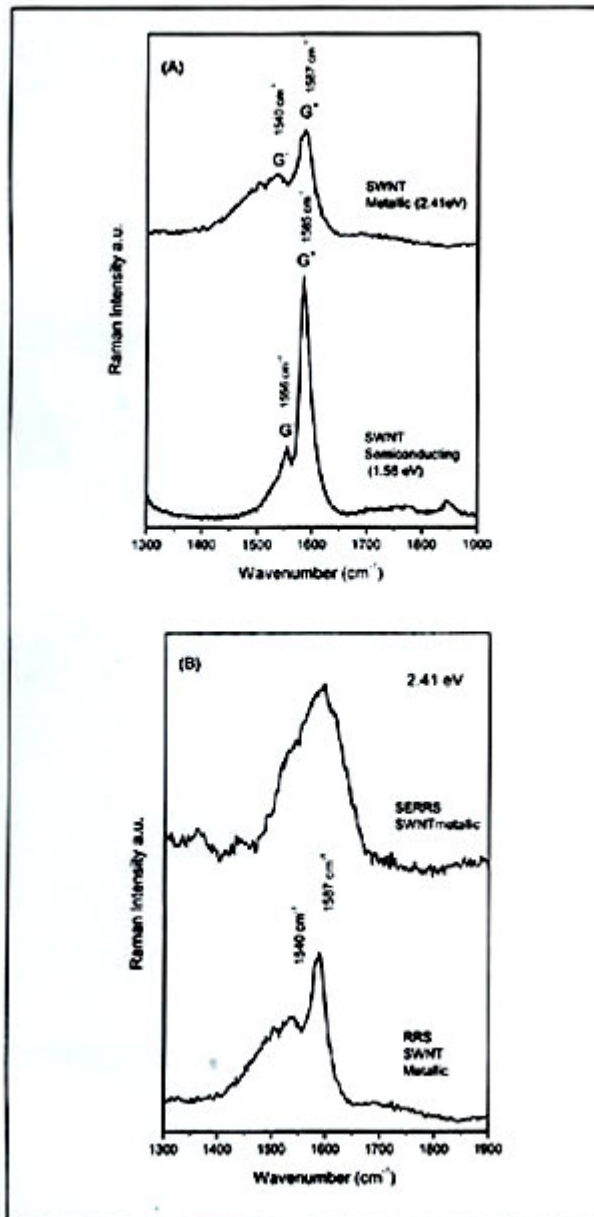 (A)
1540 cm⁻¹
1587 cm⁻¹
G⁻
G⁺
SWNT
Metallic (2.41eV)
1585 cm⁻¹
G⁺
1556 cm⁻¹
G
SWNT
Semiconducting
(1.58 eV)
Raman Intensity a.u.
1300 1400 1500 1600 1700 1800 1900
Wavenumber (cm⁻¹)
(B)
2.41 eV
SERRS
SWNTmetallic
1540 cm⁻¹
1587 cm⁻¹
RRS
SWNT
Metallic
Raman Intensity a.u.
1300 1400 1500 1600 1700 1800 1900
Wavenumber (cm⁻¹)